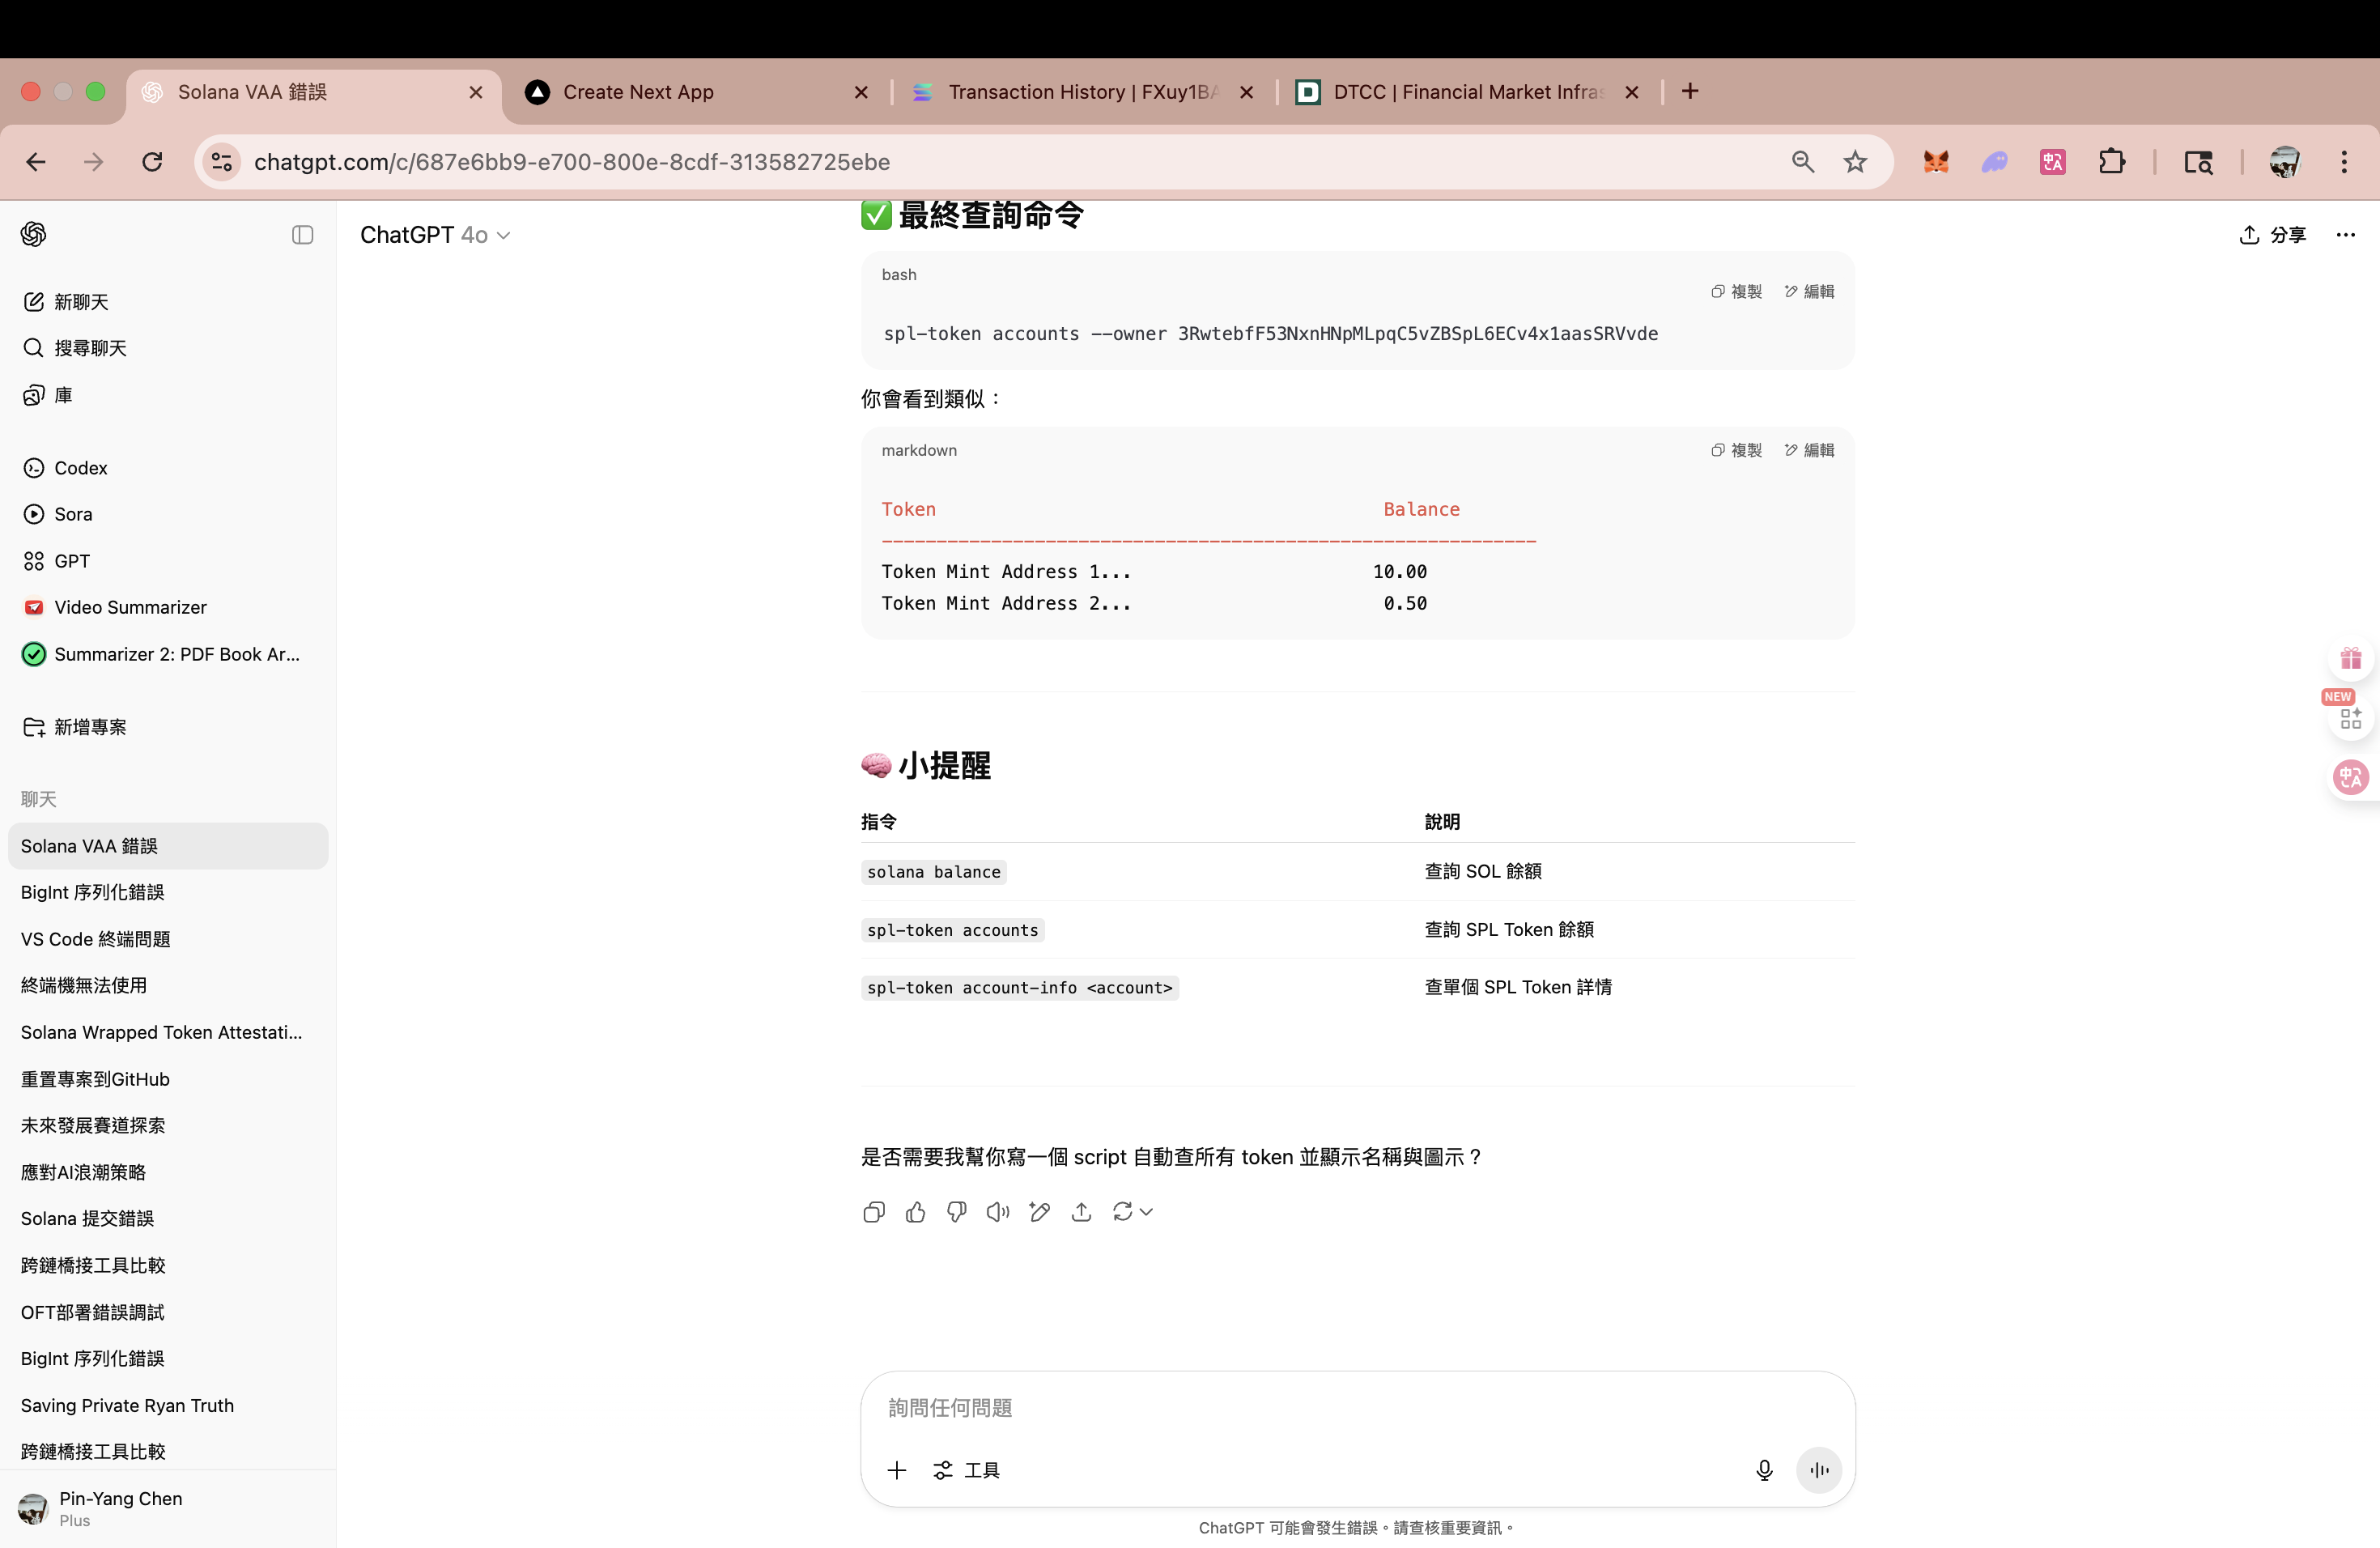 Solana VAA 錯誤
Create Next App
Transaction History | FXuy1BA
DTCC | Financial Market Infras
chatgpt.com/c/687e6bb9-e700-800e-8cdf-313582725ebe
ChatGPT 4o
分享
新聊天
搜尋聊天
庫
Codex
Sora
GPT
Video Summarizer
Summarizer 2: PDF Book Ar...
新增專案
聊天
Solana VAA 錯誤
BigInt 序列化錯誤
VS Code 終端問題
終端機無法使用
Solana Wrapped Token Attestati...
重置專案到GitHub
未來發展賽道探索
應對AI浪潮策略
Solana 提交錯誤
跨鏈橋接工具比較
OFT部署錯誤調試
BigInt 序列化錯誤
Saving Private Ryan Truth
跨鏈橋接工具比較
Pin-Yang Chen
Plus
✅ 最終查詢命令
bash
複製 編輯
spl-token accounts --owner 3RwtebfF53NxnHNpMLpqC5vZBSpL6ECv4x1aasSRVvde
你會看到類似：
markdown
複製 編輯
Token Balance
------------------------------------------------------------
Token Mint Address 1... 10.00
Token Mint Address 2... 0.50
🧠 小提醒
指令 說明
solana balance 查詢 SOL 餘額
spl-token accounts 查詢 SPL Token 餘額
spl-token account-info <account> 查單個 SPL Token 詳情
是否需要我幫你寫一個 script 自動查所有 token 並顯示名稱與圖示？
詢問任何問題
工具
ChatGPT 可能會發生錯誤。請查核重要資訊。
NEW